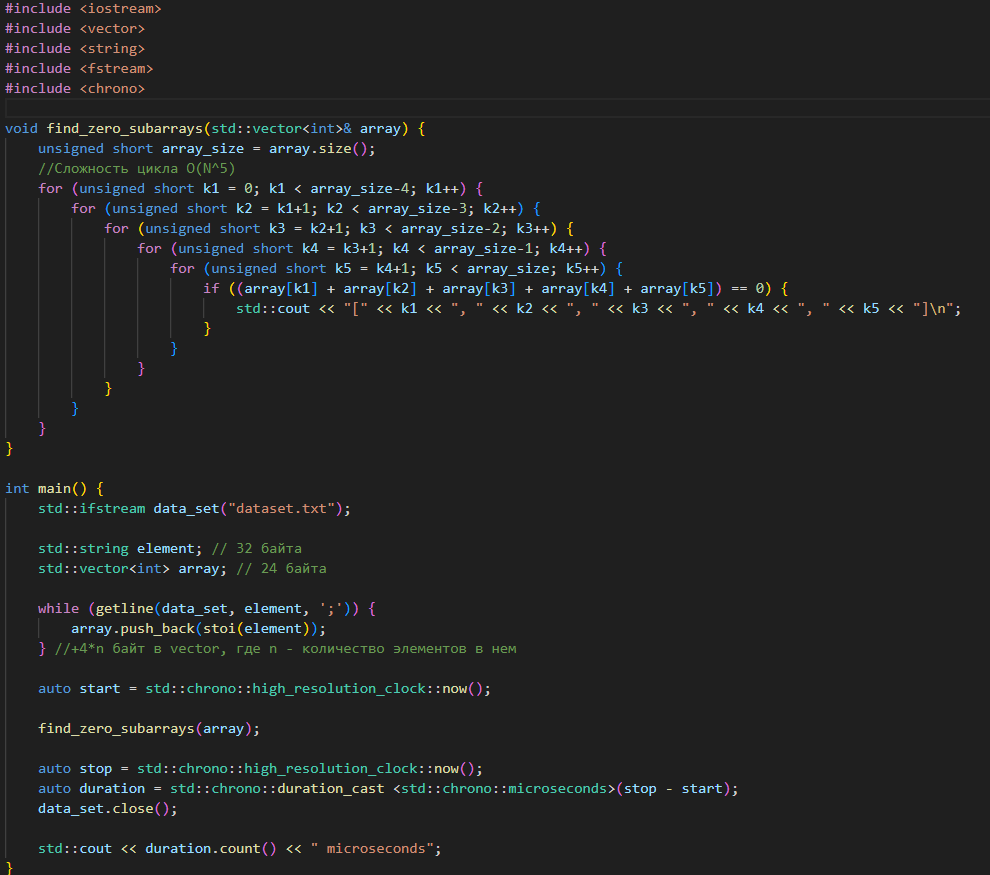 #include <iostream>
#include <vector>
#include <string>
#include <fstream>
#include <chrono>

void find_zero_subarrays(std::vector<int>& array) {
    unsigned short array_size = array.size();
    //Сложность цикла O(N^5)
    for (unsigned short k1 = 0; k1 < array_size-4; k1++) {
        for (unsigned short k2 = k1+1; k2 < array_size-3; k2++) {
            for (unsigned short k3 = k2+1; k3 < array_size-2; k3++) {
                for (unsigned short k4 = k3+1; k4 < array_size-1; k4++) {
                    for (unsigned short k5 = k4+1; k5 < array_size; k5++) {
                        if ((array[k1] + array[k2] + array[k3] + array[k4] + array[k5]) == 0) {
                            std::cout << "[" << k1 << ", " << k2 << ", " << k3 << ", " << k4 << ", " << k5 << "]\n";
                        }
                    }
                }
            }
        }
    }
}

int main() {
    std::ifstream data_set("dataset.txt");

    std::string element; // 32 байта
    std::vector<int> array; // 24 байта

    while (getline(data_set, element, ';')) {
        array.push_back(stoi(element));
    } //+4*n байт в vector, где n - количество элементов в нем

    auto start = std::chrono::high_resolution_clock::now();

    find_zero_subarrays(array);

    auto stop = std::chrono::high_resolution_clock::now();
    auto duration = std::chrono::duration_cast <std::chrono::microseconds>(stop - start);
    data_set.close();

    std::cout << duration.count() << " microseconds";
}